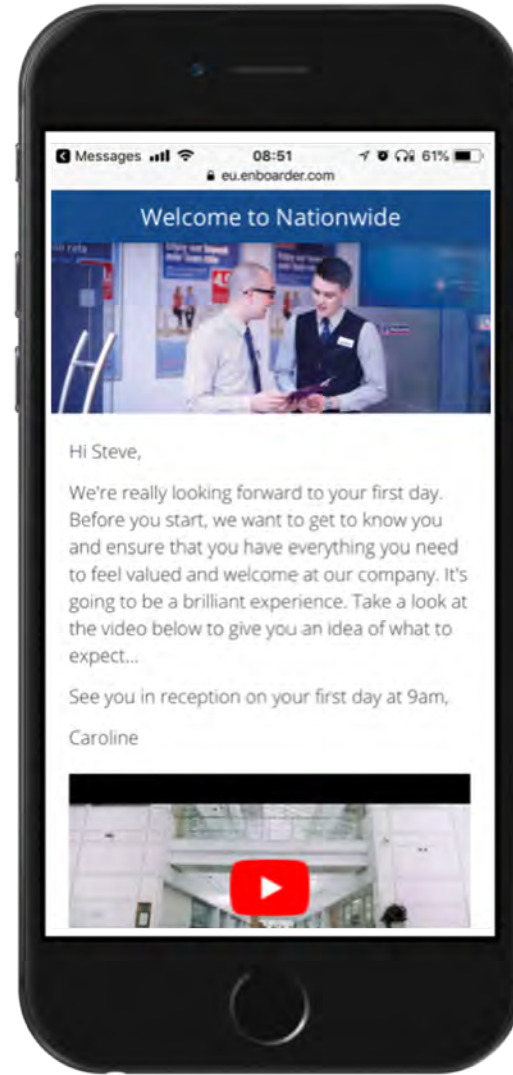 Messages 08:51 61%
eu.enboarder.com
Welcome to Nationwide
Hi Steve,
We're really looking forward to your first day.
Before you start, we want to get to know you
and ensure that you have everything you need
to feel valued and welcome at our company. It's
going to be a brilliant experience. Take a look at
the video below to give you an idea of what to
expect...
See you in reception on your first day at 9am,
Caroline